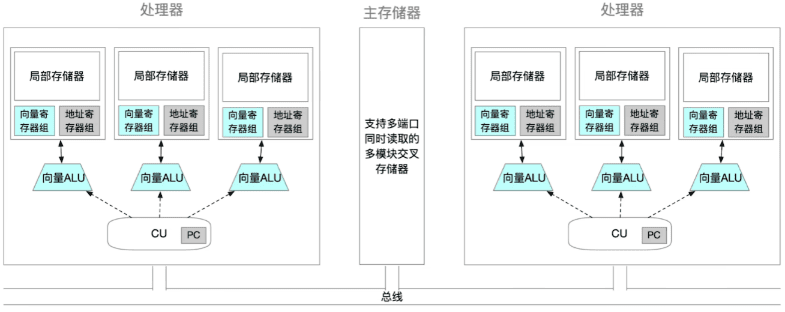 处理器
主存储器
处理器
局部存储器
局部存储器
局部存储器
向量寄
存器组
地址寄
存器组
向量寄
存器组
地址寄
存器组
向量寄
存器组
地址寄
存器组
向量ALU
向量ALU
向量ALU
CU
PC
支持多端口
同时读取的
多模块交叉
存储器
局部存储器
局部存储器
局部存储器
向量寄
存器组
地址寄
存器组
向量寄
存器组
地址寄
存器组
向量寄
存器组
地址寄
存器组
向量ALU
向量ALU
向量ALU
CU
PC
总线